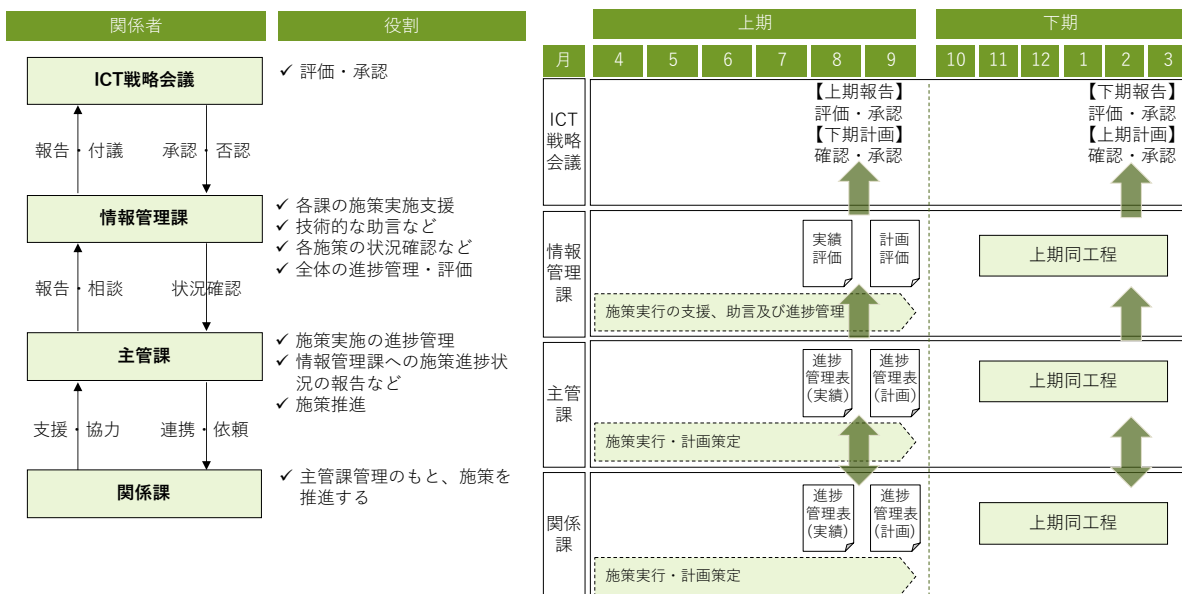 関係者
役割
ICT戦略会議
✓ 評価・承認
報告・付議
承認・否認
情報管理課
✓ 各課の施策実施支援
✓ 技術的な助言など
✓ 各施策の状況確認など
✓ 全体の進捗管理・評価
報告・相談
状況確認
主管課
✓ 施策実施の進捗管理
✓ 情報管理課への施策進捗状
況の報告など
✓ 施策推進
支援・協力
連携・依頼
関係課
✓ 主管課管理のもと、施策を
推進する
上期
下期
月
4
5
6
7
8
9
10
11
12
1
2
3
ICT
戦略
会議
【上期報告】
評価・承認
【下期計画】
確認・承認
【下期報告】
評価・承認
【上期計画】
確認・承認
情報
管理
課
実績
評価
計画
評価
上期同工程
施策実行の支援、助言及び進捗管理
主管
課
進捗
管理表
(実績)
進捗
管理表
(計画)
上期同工程
施策実行・計画策定
関係
課
進捗
管理表
(実績)
進捗
管理表
(計画)
上期同工程
施策実行・計画策定